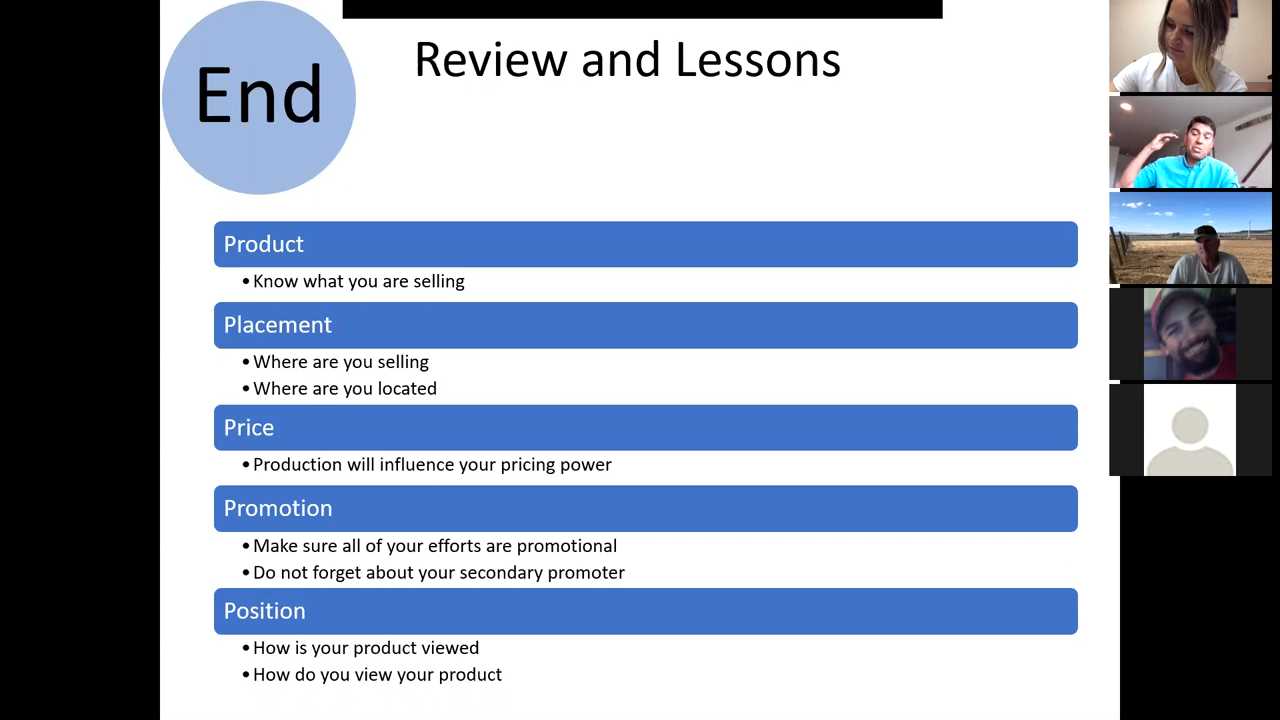 End
Review and Lessons
Product
•Know what you are selling
Placement
•Where are you selling
•Where are you located
Price
•Production will influence your pricing power
Promotion
•Make sure all of your efforts are promotional
•Do not forget about your secondary promoter
Position
•How is your product viewed
•How do you view your product